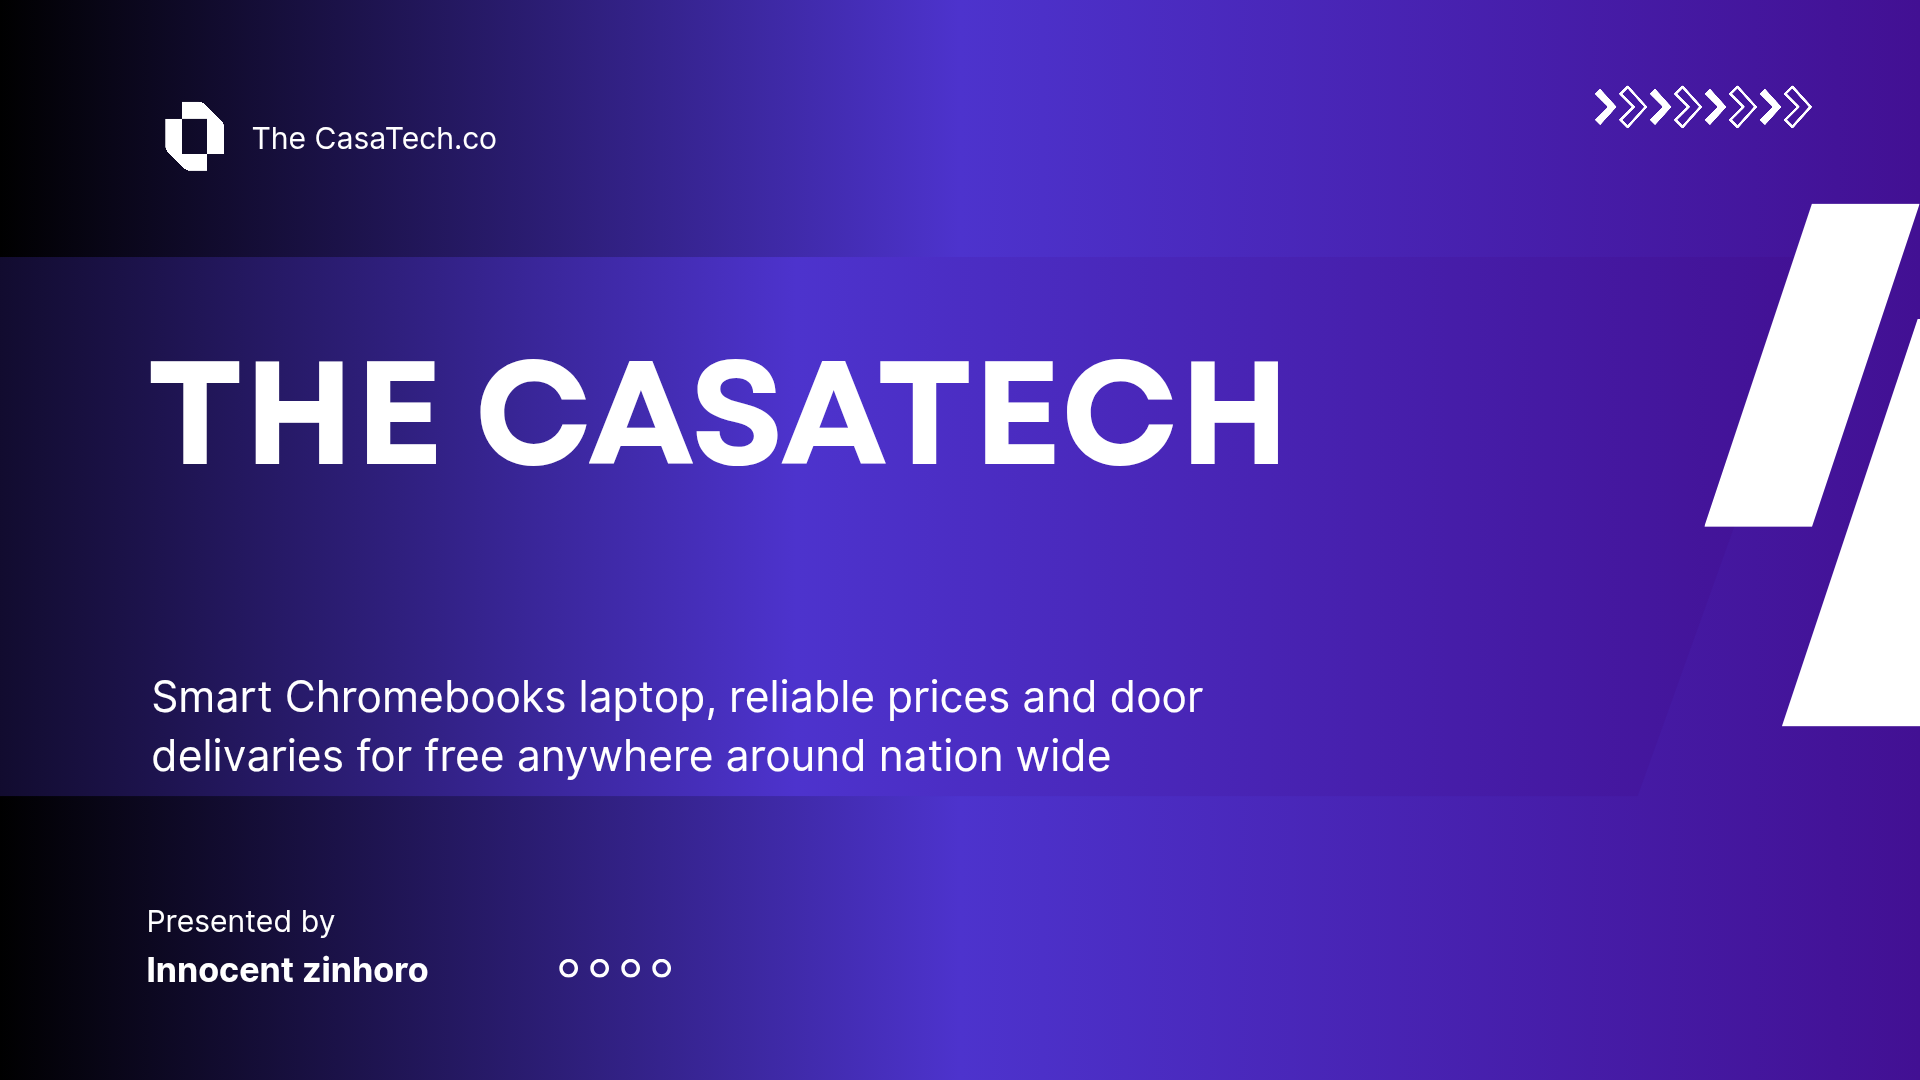 The CasaTech.co
THE CASATECH
Smart Chromebooks laptop, reliable prices and door
delivaries for free anywhere around nation wide
Presented by
Innocent zinhoro